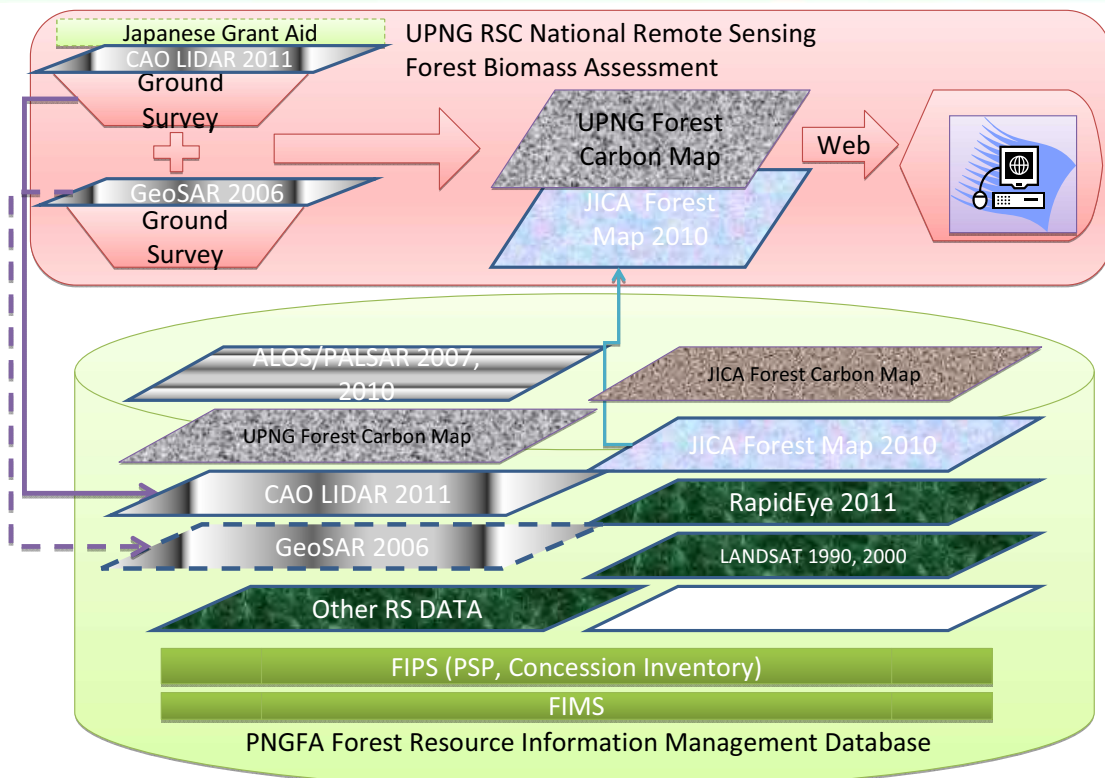 Japanese Grant Aid
UPNG RSC National Remote Sensing
Forest Biomass Assessment
CAO LIDAR 2011
Ground
Survey
GeoSAR 2006
Ground
Survey
UPNG Forest
Carbon Map
JICA Forest
Map 2010
Web
ALOS/PALSAR 2007,
2010
JICA Forest Carbon Map
UPNG Forest Carbon Map
JICA Forest Map 2010
CAO LIDAR 2011
RapidEye 2011
GeoSAR 2006
LANDSAT 1990, 2000
Other RS DATA
FIPS (PSP, Concession Inventory)
FIMS
PNGFA Forest Resource Information Management Database